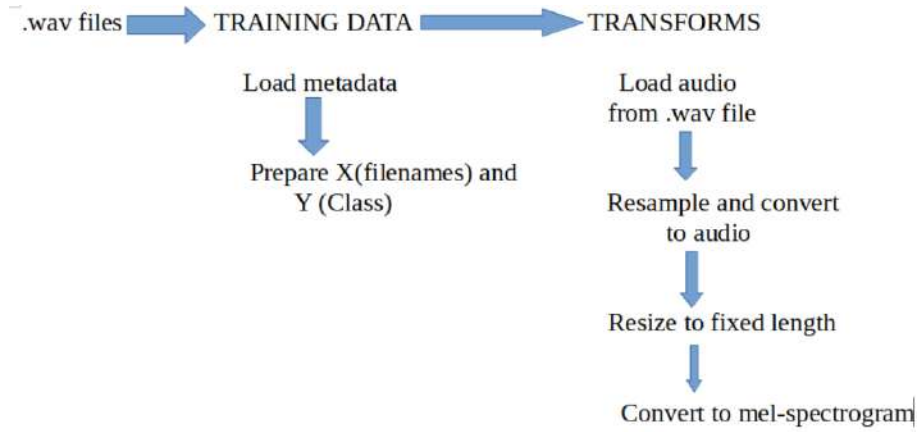 .wav files
TRAINING DATA
TRANSFORMS
Load metadata
Prepare X(filenames) and
Y (Class)
Load audio
from .wav file
Resample and convert
to audio
Resize to fixed length
Convert to mel-spectrogram